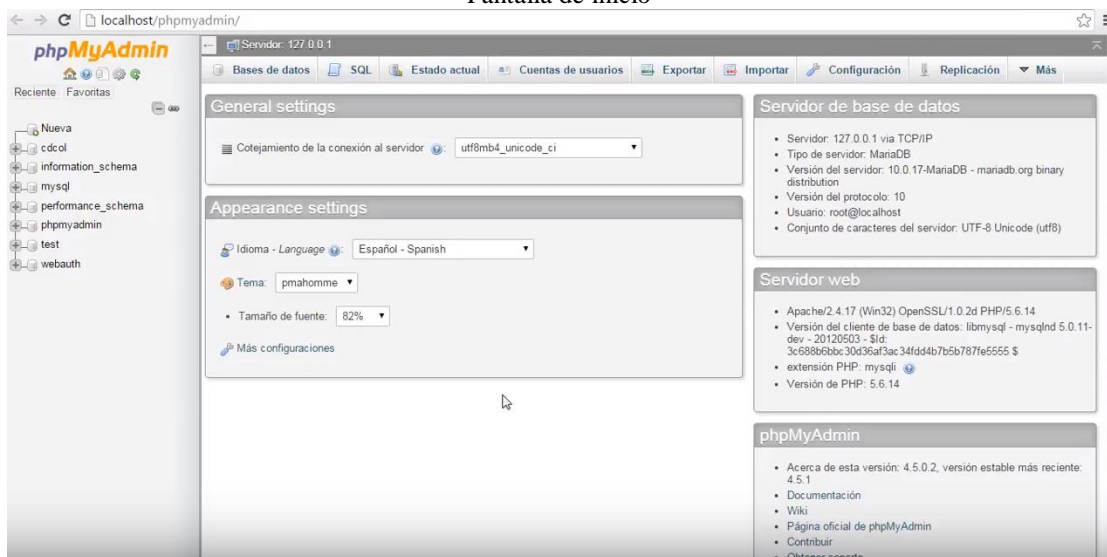 Pantalla de inicio
localhost/phpmyadmin/
phpMyAdmin
Reciente Favoritas
Nueva
cdcol
information_schema
mysql
performance_schema
phpmyadmin
test
webauth
Servidor: 127.0.0.1
Bases de datos SQL Estado actual Cuentas de usuarios Exportar Importar Configuración Replicación Más
General settings
Cotejamiento de la conexión al servidor : utf8mb4_unicode_ci
Appearance settings
Idioma - Language : Español - Spanish
Tema: pmahomme
• Tamaño de fuente: 82%
Más configuraciones
Servidor de base de datos
• Servidor: 127.0.0.1 via TCP/IP
• Tipo de servidor: MariaDB
• Versión del servidor: 10.0.17-MariaDB - mariadb.org binary
distribution
• Versión del protocolo: 10
• Usuario: root@localhost
• Conjunto de caracteres del servidor: UTF-8 Unicode (utf8)
Servidor web
• Apache/2.4.17 (Win32) OpenSSL/1.0.2d PHP/5.6.14
• Versión del cliente de base de datos: libmysql - mysqlnd 5.0.11-
dev - 20120503 - $Id:
3c688b6bbc30d36af3ac34fdd4b7b5b787fe5555 $
• extensión PHP: mysqli
• Versión de PHP: 5.6.14
phpMyAdmin
• Acerca de esta versión: 4.5.0.2, versión estable más reciente:
4.5.1
• Documentación
• Wiki
• Página oficial de phpMyAdmin
• Contribuir
• Obtener soporte